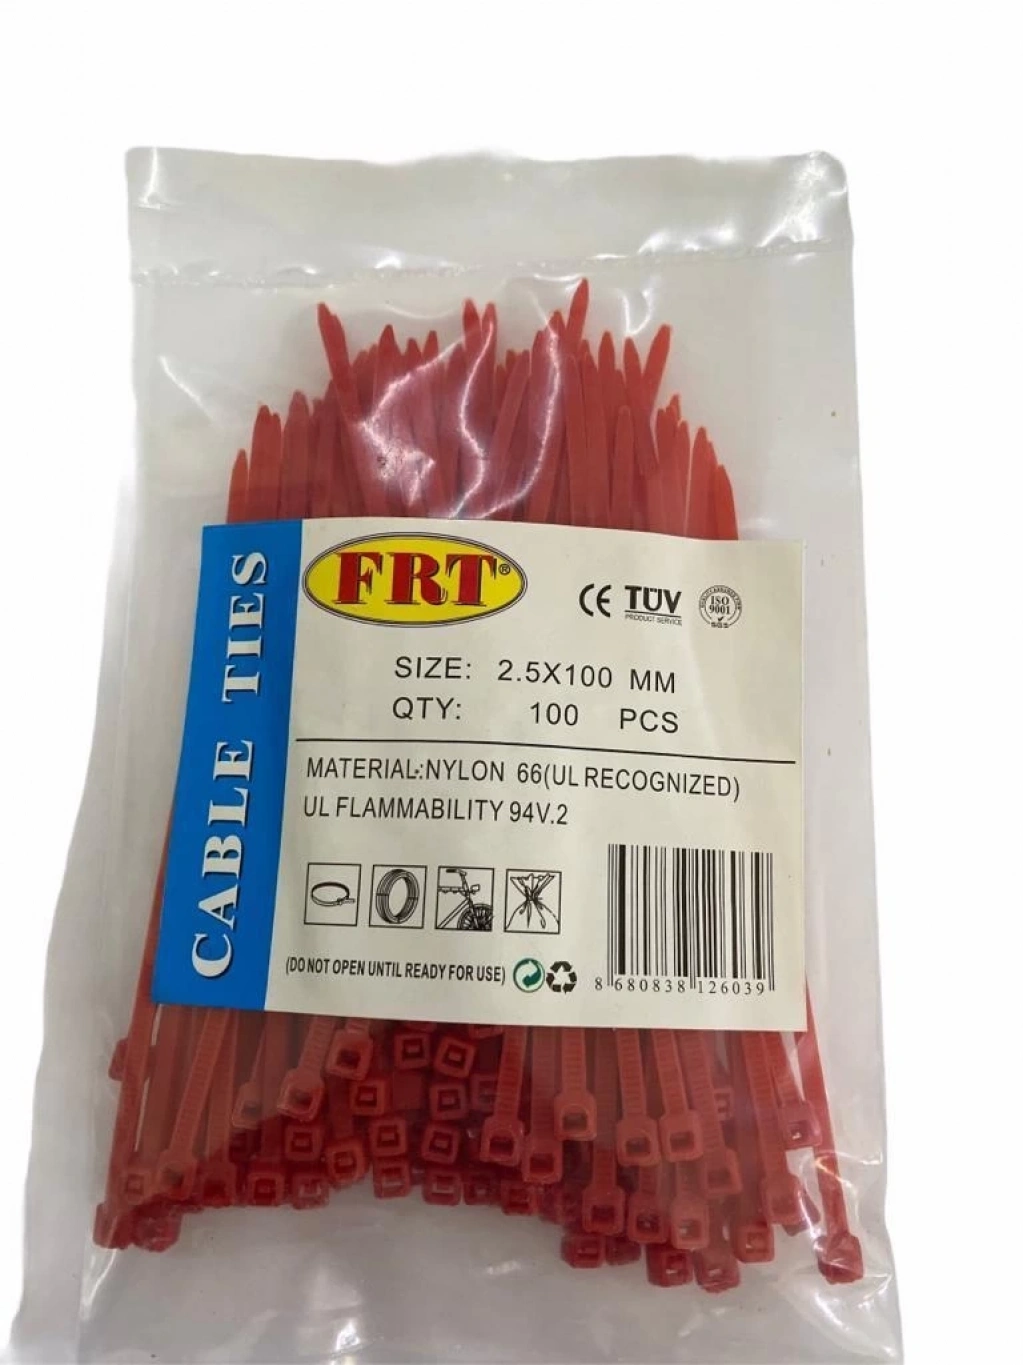 CABLE TIES
FRT®
CE TÜV
PRODUCT SERVICE
ISO
9001
SGS
SIZE: 2.5X100 MM
QTY: 100 PCS
MATERIAL:NYLON 66(UL RECOGNIZED)
UL FLAMMABILITY 94V.2
(DO NOT OPEN UNTIL READY FOR USE)
8 680838 126039